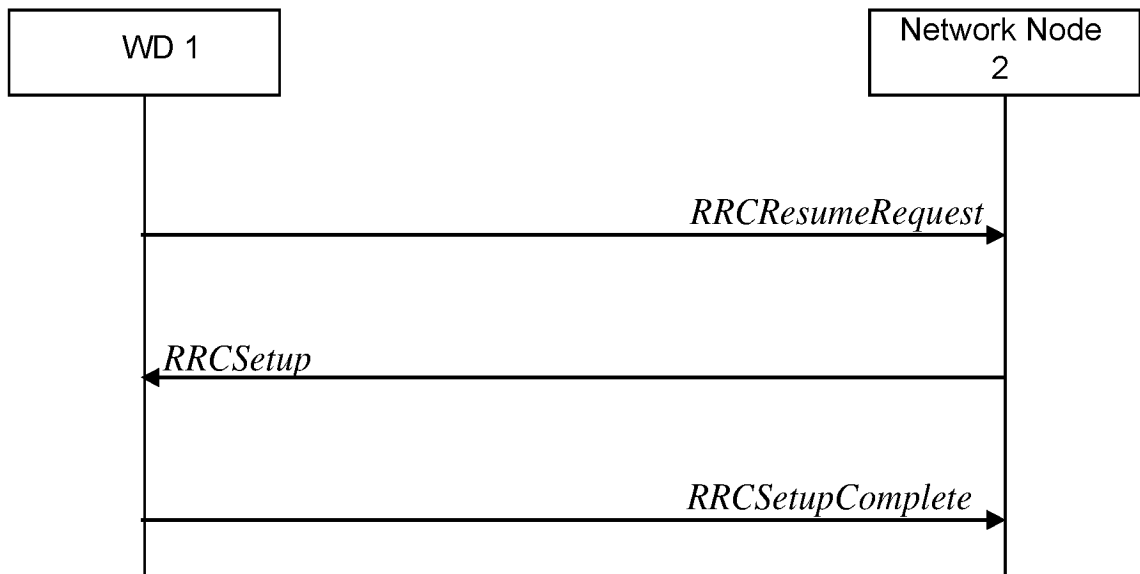 WD 1
Network Node
2
RRCResumeRequest
RRCSetup
RRCSetupComplete